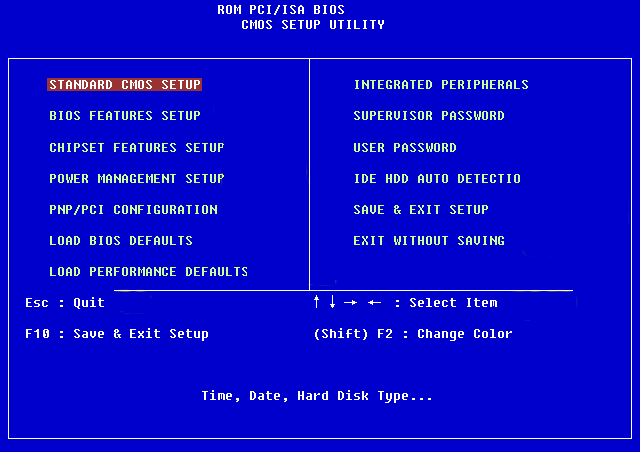 ROM PCI/ISA BIOS
CMOS SETUP UTILITY
STANDARD CMOS SETUP
BIOS FEATURES SETUP
CHIPSET FEATURES SETUP
POWER MANAGEMENT SETUP
PNP/PCI CONFIGURATION
LOAD BIOS DEFAULTS
LOAD PERFORMANCE DEFAULTS
INTEGRATED PERIPHERALS
SUPERVISOR PASSWORD
USER PASSWORD
IDE HDD AUTO DETECTIO
SAVE & EXIT SETUP
EXIT WITHOUT SAVING
Esc : Quit
↑ ↓ → ← : Select Item
F10 : Save & Exit Setup
(Shift) F2 : Change Color
Time, Date, Hard Disk Type...